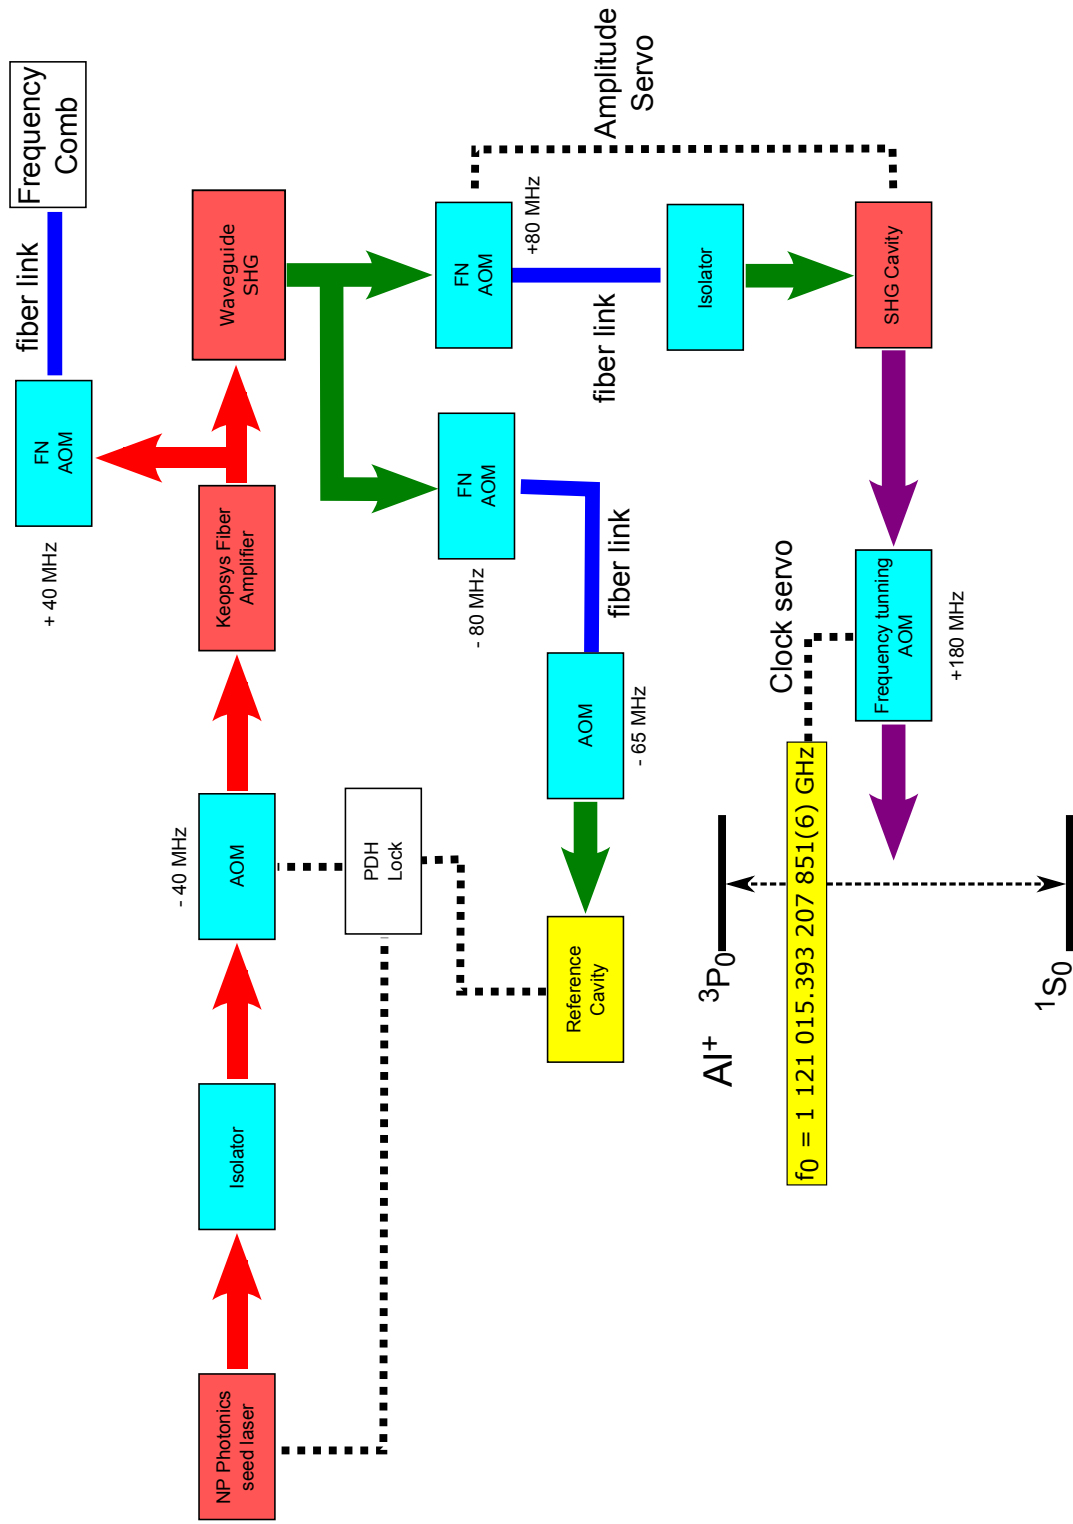 Frequency
Comb
fiber link
FN
AOM
+ 40 MHz
NP Photonics
seed laser
Isolator
AOM
- 40 MHz
Keopsys Fiber
Amplifier
Waveguide
SHG
PDH
Lock
FN
AOM
- 80 MHz
fiber link
AOM
- 65 MHz
Reference
Cavity
FN
AOM
+80 MHz
fiber link
Isolator
Amplitude
Servo
SHG Cavity
Frequency tunning
AOM
+180 MHz
Clock servo
f0 = 1 121 015.393 207 851(6) GHz
Al+ 3P0
1S0